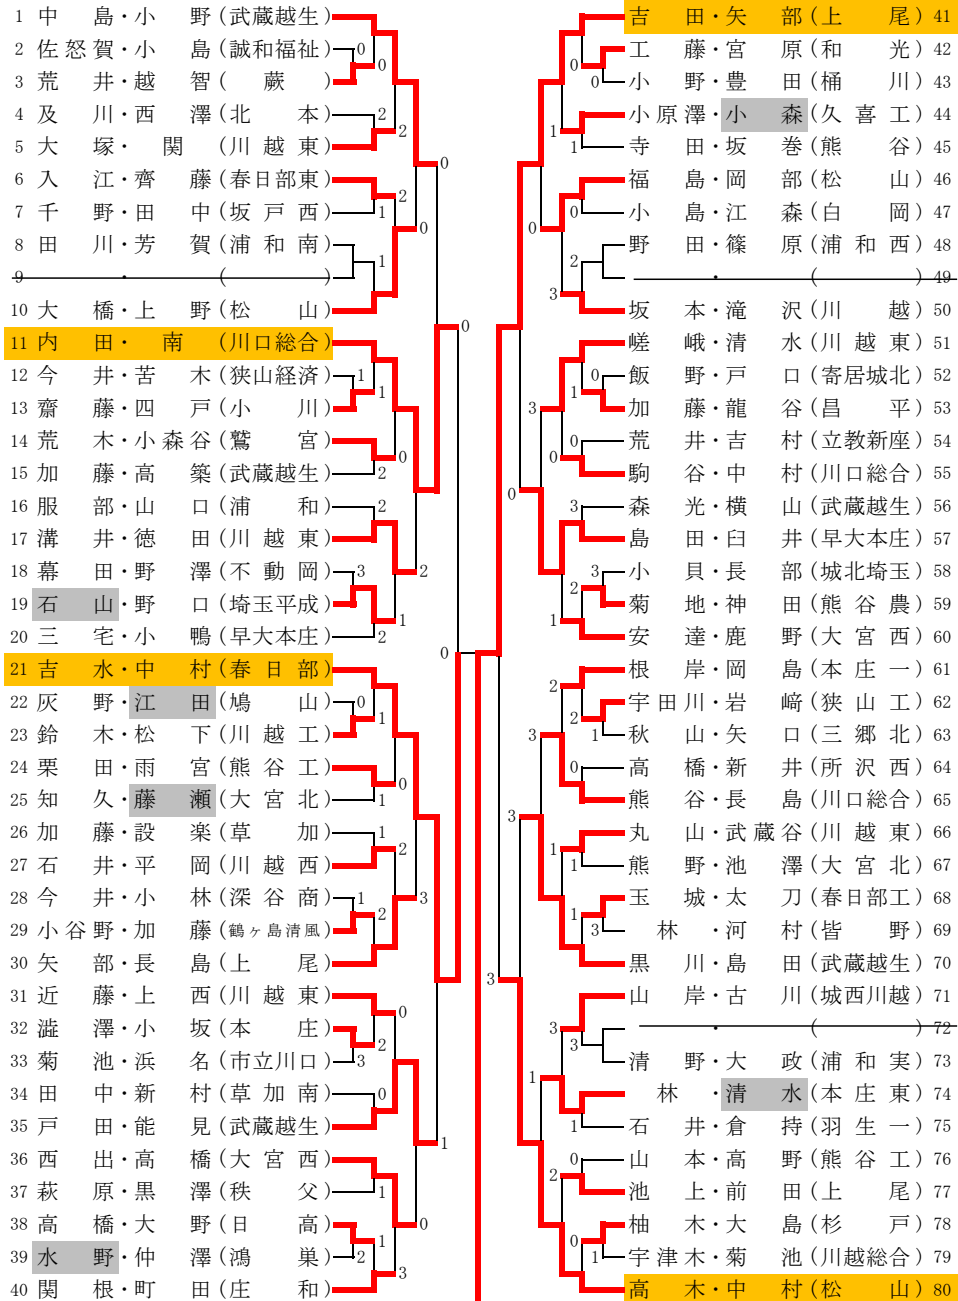 1 中島・小野(武蔵越生)
2 佐怒賀・小島(誠和福祉)
3 荒井・越智(蕨)
4 及川・西澤(北本)
5 大塚・関(川越東)
6 入江・齊藤(春日部東)
7 千野・田中(坂戸西)
8 田川・芳賀(浦和南)
9 ・( )
10 大橋・上野(松山)
11 内田・南(川口総合)
12 今井・苫木(狭山経済)
13 齋藤・四戸(小川)
14 荒木・小森谷(鷲宮)
15 加藤・高築(武蔵越生)
16 服部・山口(浦和)
17 溝井・徳田(川越東)
18 幕田・野澤(不動岡)
19 石山・野口(埼玉平成)
20 三宅・小鴨(早大本庄)
21 吉水・中村(春日部)
22 灰野・江田(鳩山)
23 鈴木・松下(川越工)
24 栗田・雨宮(熊谷工)
25 知久・藤瀬(大宮北)
26 加藤・設楽(草加)
27 石井・平岡(川越西)
28 今井・小林(深谷商)
29 小谷野・加藤(鶴ヶ島清風)
30 矢部・長島(上尾)
31 近藤・上西(川越東)
32 澁澤・小坂(本庄)
33 菊池・浜名(市立川口)
34 田中・新村(草加南)
35 戸田・能見(武蔵越生)
36 西出・高橋(大宮西)
37 萩原・黒澤(秩父)
38 高橋・大野(日高)
39 水野・仲澤(鴻巣)
40 関根・町田(庄和)
吉田・矢部(上尾) 41
工藤・宮原(和光) 42
小野・豊田(桶川) 43
小原澤・小森(久喜工) 44
寺田・坂巻(熊谷) 45
福島・岡部(松山) 46
小島・江森(白岡) 47
野田・篠原(浦和西) 48
・( ) 49
坂本・滝沢(川越) 50
嵯峨・清水(川越東) 51
飯野・戸口(寄居城北) 52
加藤・龍谷(昌平) 53
荒井・吉村(立教新座) 54
駒谷・中村(川口総合) 55
森光・横山(武蔵越生) 56
島田・臼井(早大本庄) 57
小貝・長部(城北埼玉) 58
菊地・神田(熊谷農) 59
安達・鹿野(大宮西) 60
根岸・岡島(本庄一) 61
宇田川・岩﨑(狭山工) 62
秋山・矢口(三郷北) 63
高橋・新井(所沢西) 64
熊谷・長島(川口総合) 65
丸山・武蔵谷(川越東) 66
熊野・池澤(大宮北) 67
玉城・太刀(春日部工) 68
林・河村(皆野) 69
黒川・島田(武蔵越生) 70
山岸・古川(城西川越) 71
・( ) 72
清野・大政(浦和実) 73
林・清水(本庄東) 74
石井・倉持(羽生一) 75
山本・高野(熊谷工) 76
池上・前田(上尾) 77
柚木・大島(杉戸) 78
宇津木・菊池(川越総合) 79
高木・中村(松山) 80